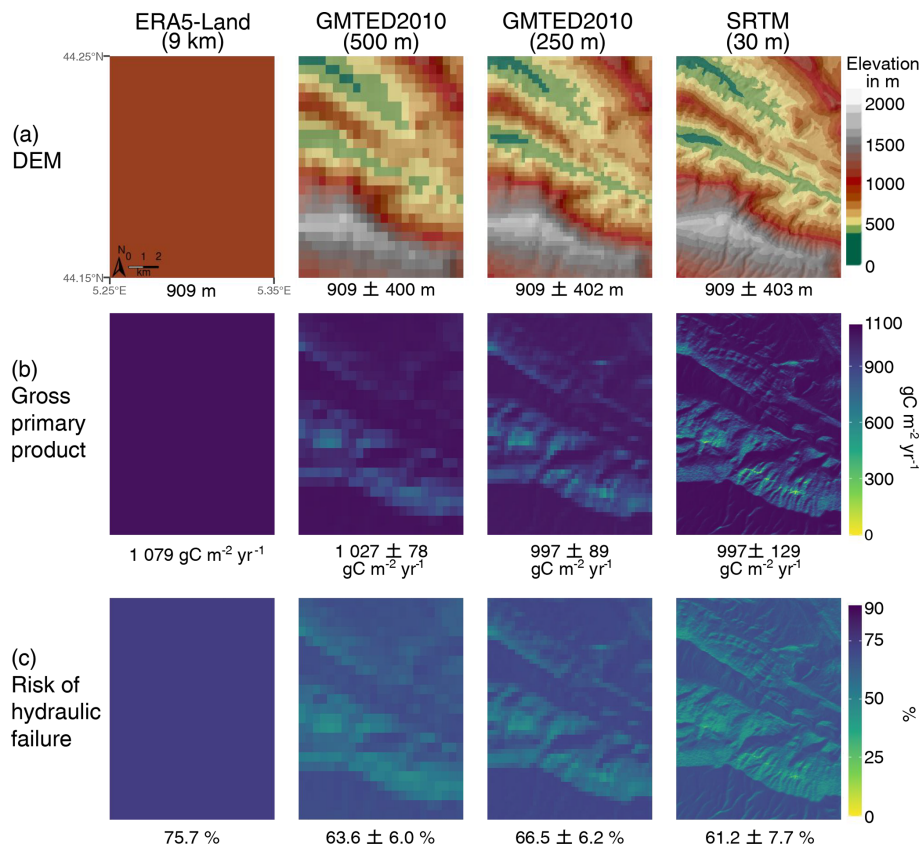 ERA5-Land
(9 km)
GMTED2010
(500 m)
GMTED2010
(250 m)
SRTM
(30 m)
44.25°N
(a)
DEM
N
0 1 2
km
44.15°N
5.25°E
5.35°E
909 m
909 ± 400 m
909 ± 402 m
909 ± 403 m
Elevation
in m
2000
1500
1000
500
0
(b)
Gross
primary
product
1 079 gC m-2 yr-1
1 027 ± 78
gC m-2 yr-1
997 ± 89
gC m-2 yr-1
997± 129
gC m-2 yr-1
1100
900
600
300
0
gC m-2 yr-1
(c)
Risk of
hydraulic
failure
75.7 %
63.6 ± 6.0 %
66.5 ± 6.2 %
61.2 ± 7.7 %
90
75
50
25
0
%